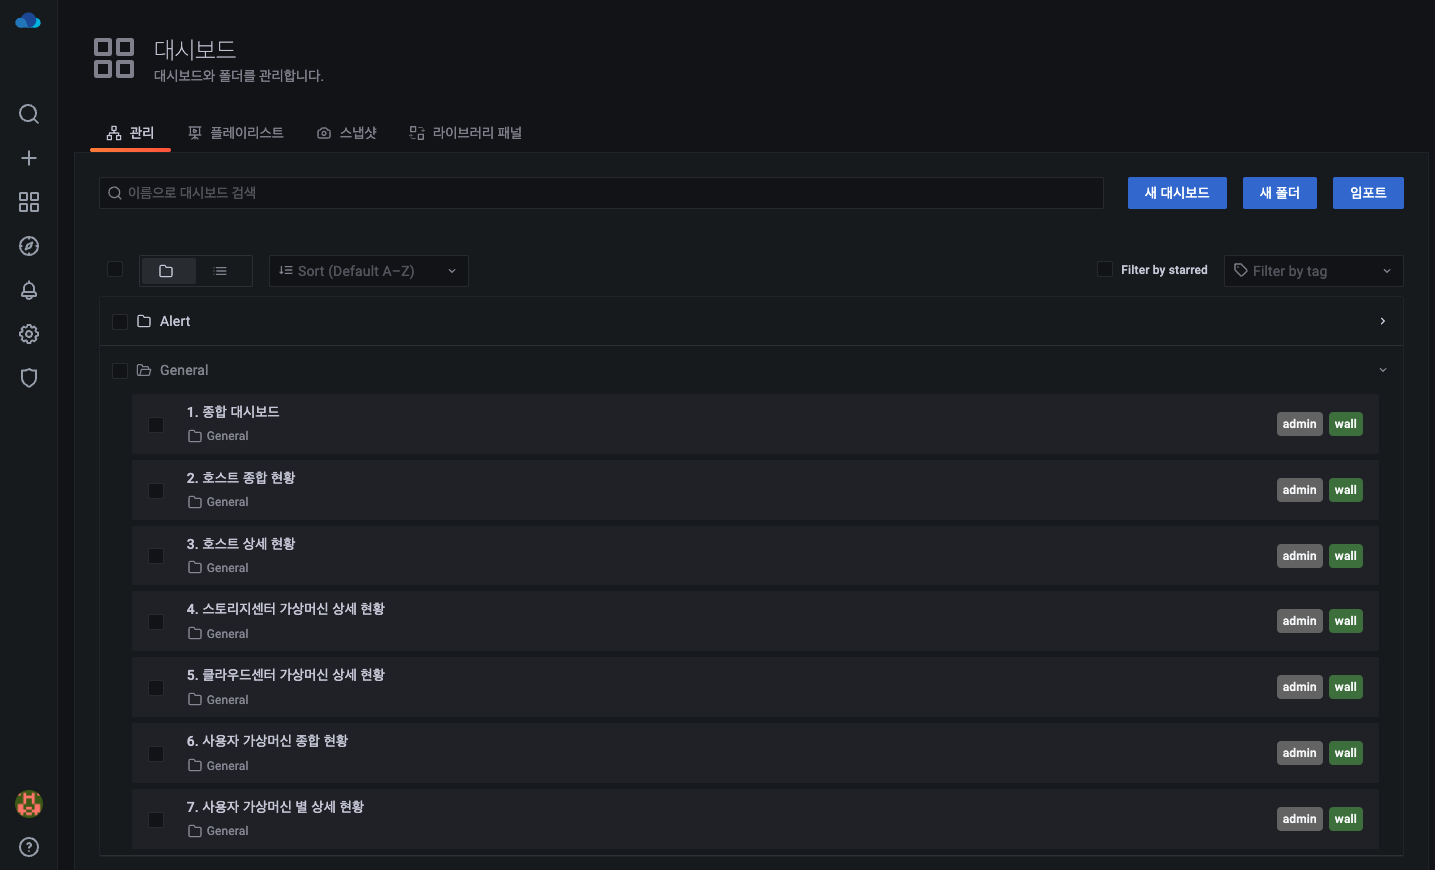 대시보드
대시보드와 폴더를 관리합니다.
관리 플레이리스트 스냅샷 라이브러리 패널
이름으로 대시보드 검색 새 대시보드 새 폴더 임포트
Sort (Default A–Z) Filter by starred Filter by tag
Alert
General
1. 종합 대시보드
General
admin wall
2. 호스트 종합 현황
General
admin wall
3. 호스트 상세 현황
General
admin wall
4. 스토리지센터 가상머신 상세 현황
General
admin wall
5. 클라우드센터 가상머신 상세 현황
General
admin wall
6. 사용자 가상머신 종합 현황
General
admin wall
7. 사용자 가상머신 별 상세 현황
General
admin wall